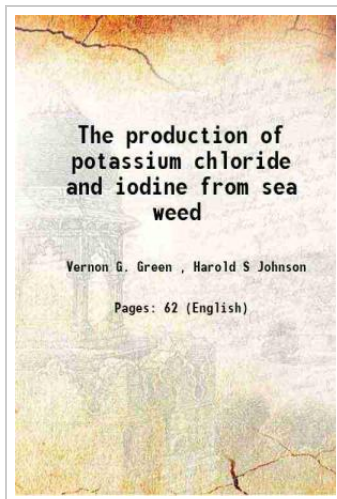 The production of
potassium chloride
and iodine from sea
weed
Vernon G. Green , Harold S Johnson
Pages: 62 (English)